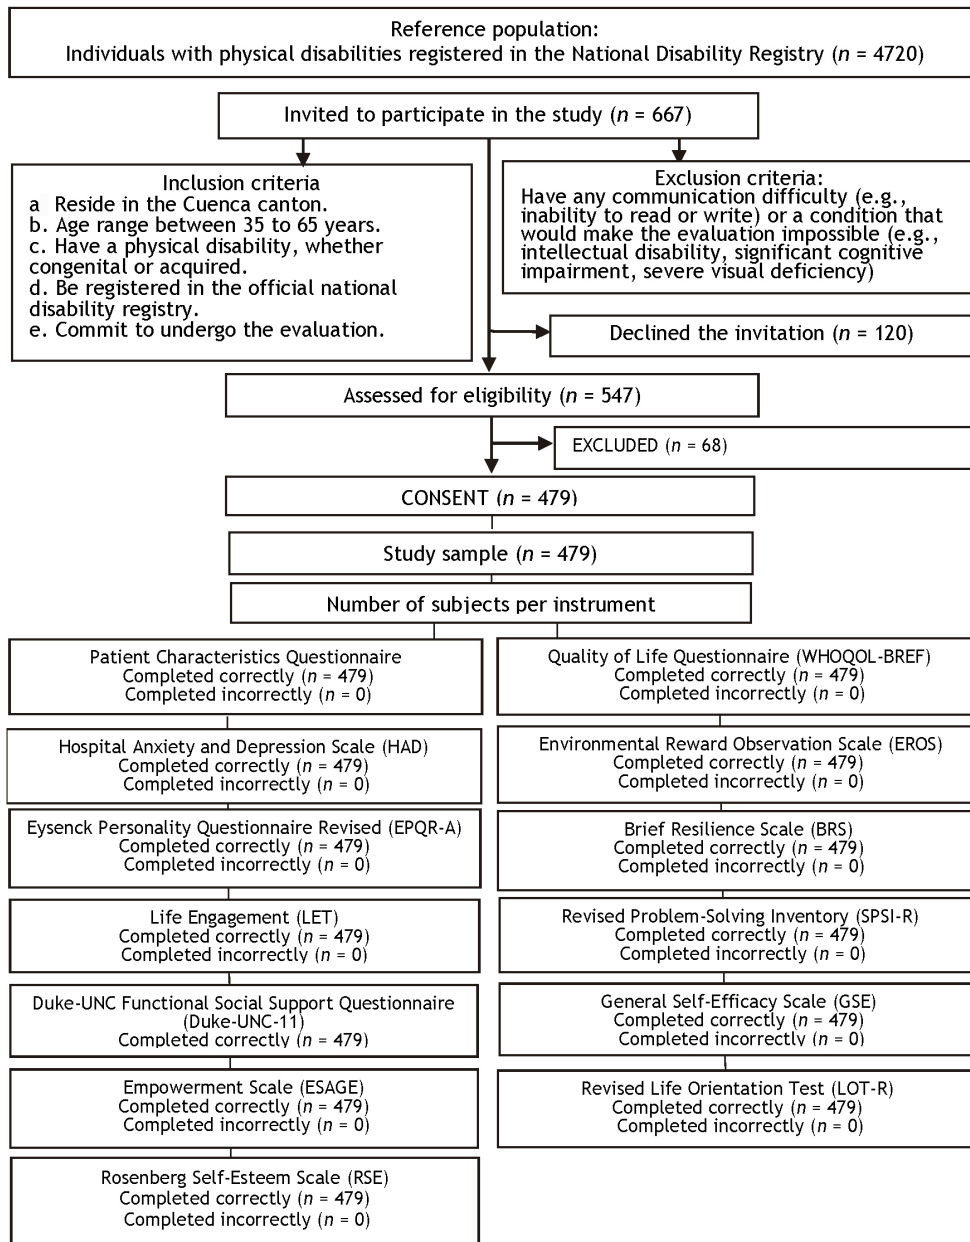 Reference population:
Individuals with physical disabilities registered in the National Disability Registry (n = 4720)
Invited to participate in the study (n = 667)
Inclusion criteria
a Reside in the Cuenca canton.
b. Age range between 35 to 65 years.
c. Have a physical disability, whether
congenital or acquired.
d. Be registered in the official national
disability registry.
e. Commit to undergo the evaluation.
Exclusion criteria:
Have any communication difficulty (e.g.,
inability to read or write) or a condition that
would make the evaluation impossible (e.g.,
intellectual disability, significant cognitive
impairment, severe visual deficiency)
Declined the invitation (n = 120)
Assessed for eligibility (n = 547)
EXCLUDED (n = 68)
CONSENT (n = 479)
Study sample (n = 479)
Number of subjects per instrument
Patient Characteristics Questionnaire
Completed correctly (n = 479)
Completed incorrectly (n = 0)
Hospital Anxiety and Depression Scale (HAD)
Completed correctly (n = 479)
Completed incorrectly (n = 0)
Eysenck Personality Questionnaire Revised (EPQR-A)
Completed correctly (n = 479)
Completed incorrectly (n = 0)
Life Engagement (LET)
Completed correctly (n = 479)
Completed incorrectly (n = 0)
Duke-UNC Functional Social Support Questionnaire
(Duke-UNC-11)
Completed correctly (n = 479)
Empowerment Scale (ESAGE)
Completed correctly (n = 479)
Completed incorrectly (n = 0)
Rosenberg Self-Esteem Scale (RSE)
Completed correctly (n = 479)
Completed incorrectly (n = 0)
Quality of Life Questionnaire (WHOQOL-BREF)
Completed correctly (n = 479)
Completed incorrectly (n = 0)
Environmental Reward Observation Scale (EROS)
Completed correctly (n = 479)
Completed incorrectly (n = 0)
Brief Resilience Scale (BRS)
Completed correctly (n = 479)
Completed incorrectly (n = 0)
Revised Problem-Solving Inventory (SPSI-R)
Completed correctly (n = 479)
Completed incorrectly (n = 0)
General Self-Efficacy Scale (GSE)
Completed correctly (n = 479)
Completed incorrectly (n = 0)
Revised Life Orientation Test (LOT-R)
Completed correctly (n = 479)
Completed incorrectly (n = 0)